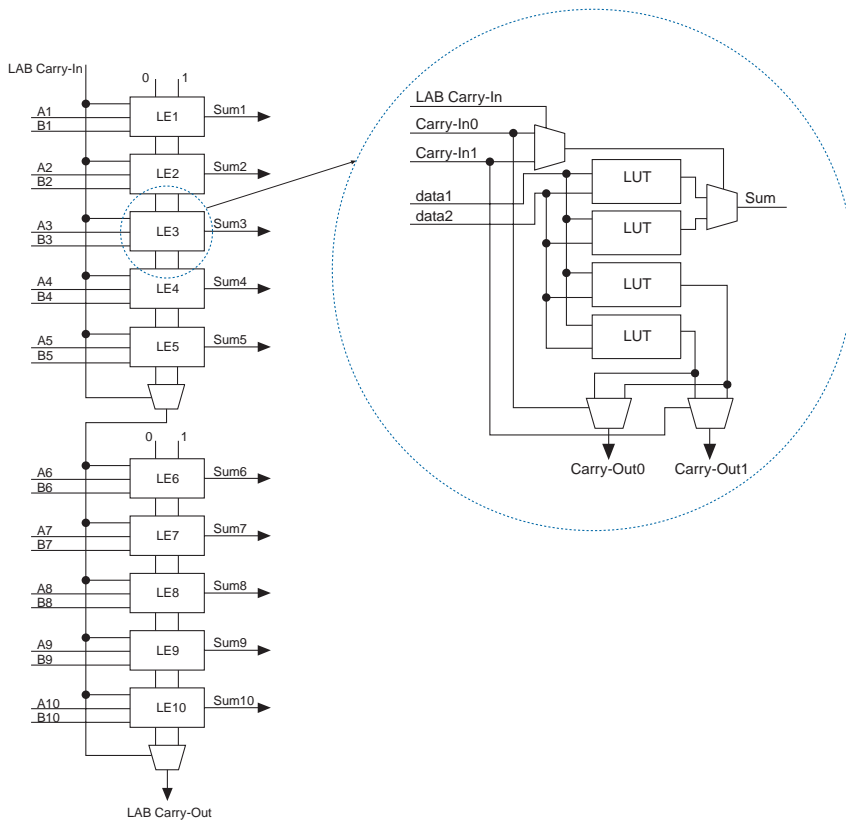 LAB Carry-In
0 1
A1
B1
LE1
Sum1
A2
B2
LE2
Sum2
A3
B3
LE3
Sum3
A4
B4
LE4
Sum4
A5
B5
LE5
Sum5
0 1
A6
B6
LE6
Sum6
A7
B7
LE7
Sum7
A8
B8
LE8
Sum8
A9
B9
LE9
Sum9
A10
B10
LE10
Sum10
LAB Carry-Out
LAB Carry-In
Carry-In0
Carry-In1
data1
data2
LUT
LUT
LUT
LUT
Sum
Carry-Out0
Carry-Out1